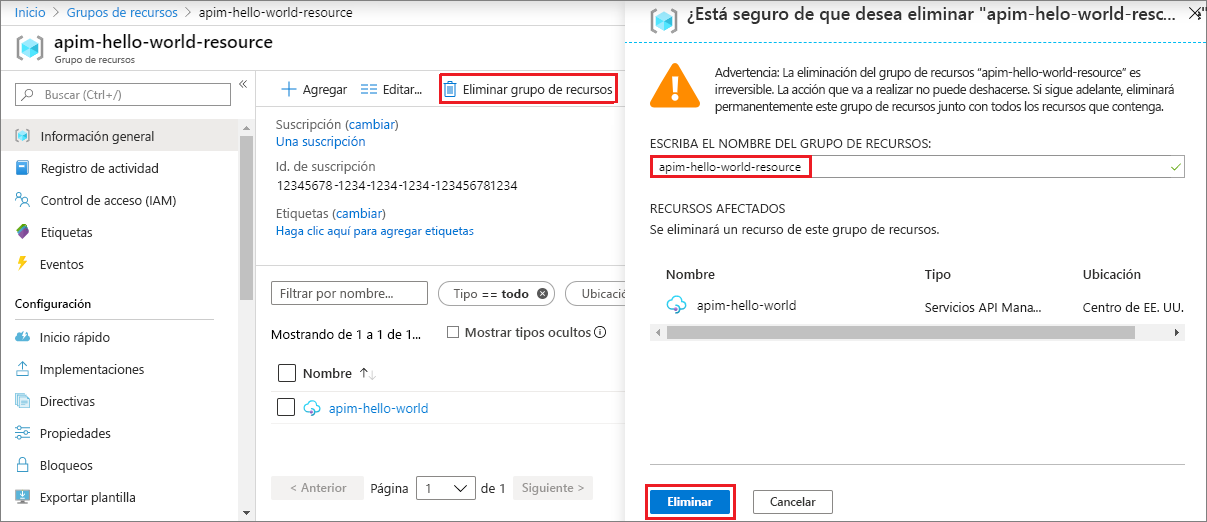 Inicio > Grupos de recursos > apim-hello-world-resource
apim-hello-world-resource
Grupo de recursos
Buscar (Ctrl+/)
«
Información general
Registro de actividad
Control de acceso (IAM)
Etiquetas
Eventos
Configuración
Inicio rápido
Implementaciones
Directivas
Propiedades
Bloqueos
Exportar plantilla
Agregar
Editar...
Eliminar grupo de recursos
Suscripción (cambiar)
Una suscripción
Id. de suscripción
12345678-1234-1234-1234-123456781234
Etiquetas (cambiar)
Haga clic aquí para agregar etiquetas
Filtrar por nombre...
Tipo == todo
Ubicació
Mostrando de 1 a 1 de 1...
Mostrar tipos ocultos
Nombre ↑↓
apim-hello-world
< Anterior
Página
1
de 1
Siguiente >
¿Está seguro de que desea eliminar "apim-helo-world-resc... "
Advertencia: La eliminación del grupo de recursos "apim-hello-world-resource" es
irreversible. La acción que va a realizar no puede deshacerse. Si sigue adelante, eliminará
permanentemente este grupo de recursos junto con todos los recursos que contenga.
ESCRIBA EL NOMBRE DEL GRUPO DE RECURSOS:
apim-hello-world-resource
RECURSOS AFECTADOS
Se eliminará un recurso de este grupo de recursos.
Nombre Tipo Ubicación
apim-hello-world Servicios API Mana... Centro de EE. UU.
Eliminar
Cancelar